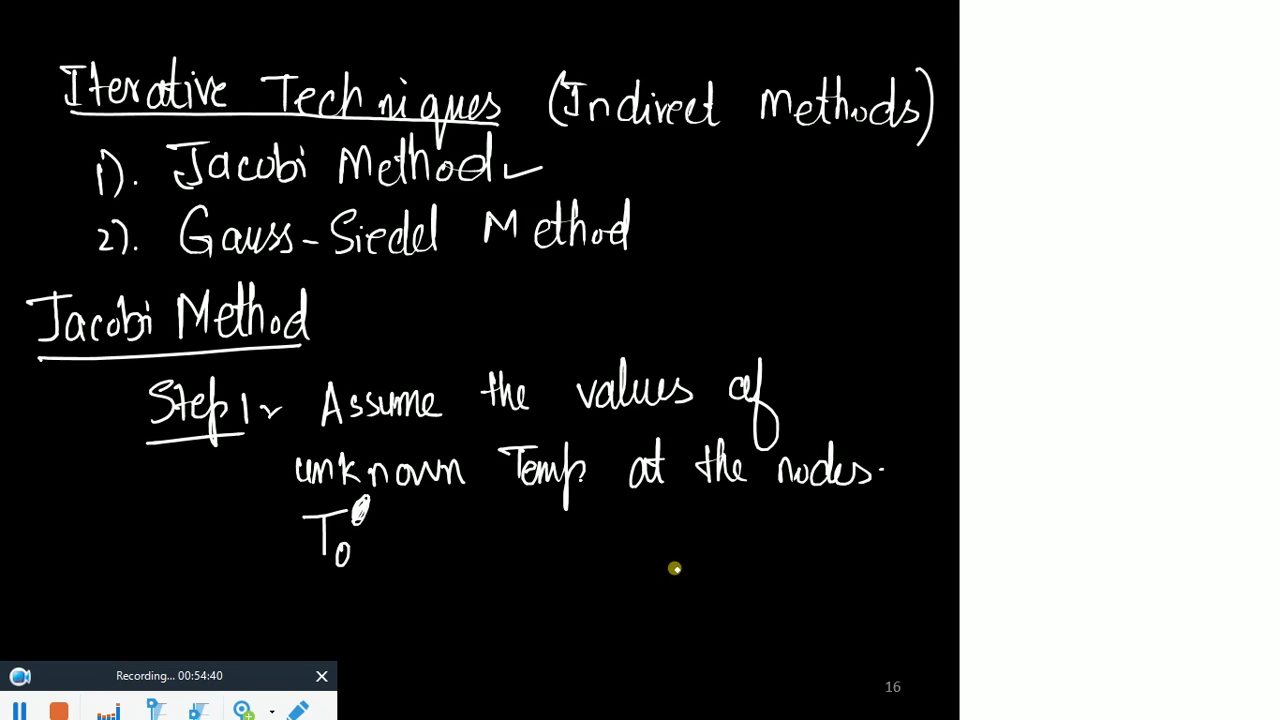 Iterative Techniques (Indirect Methods)
1). Jacobi Method
2). Gauss-Siedel Method
Jacobi Method
Step 1:- Assume the values of
unknown Temp. at the nodes.
T0
Recording... 00:54:40
16